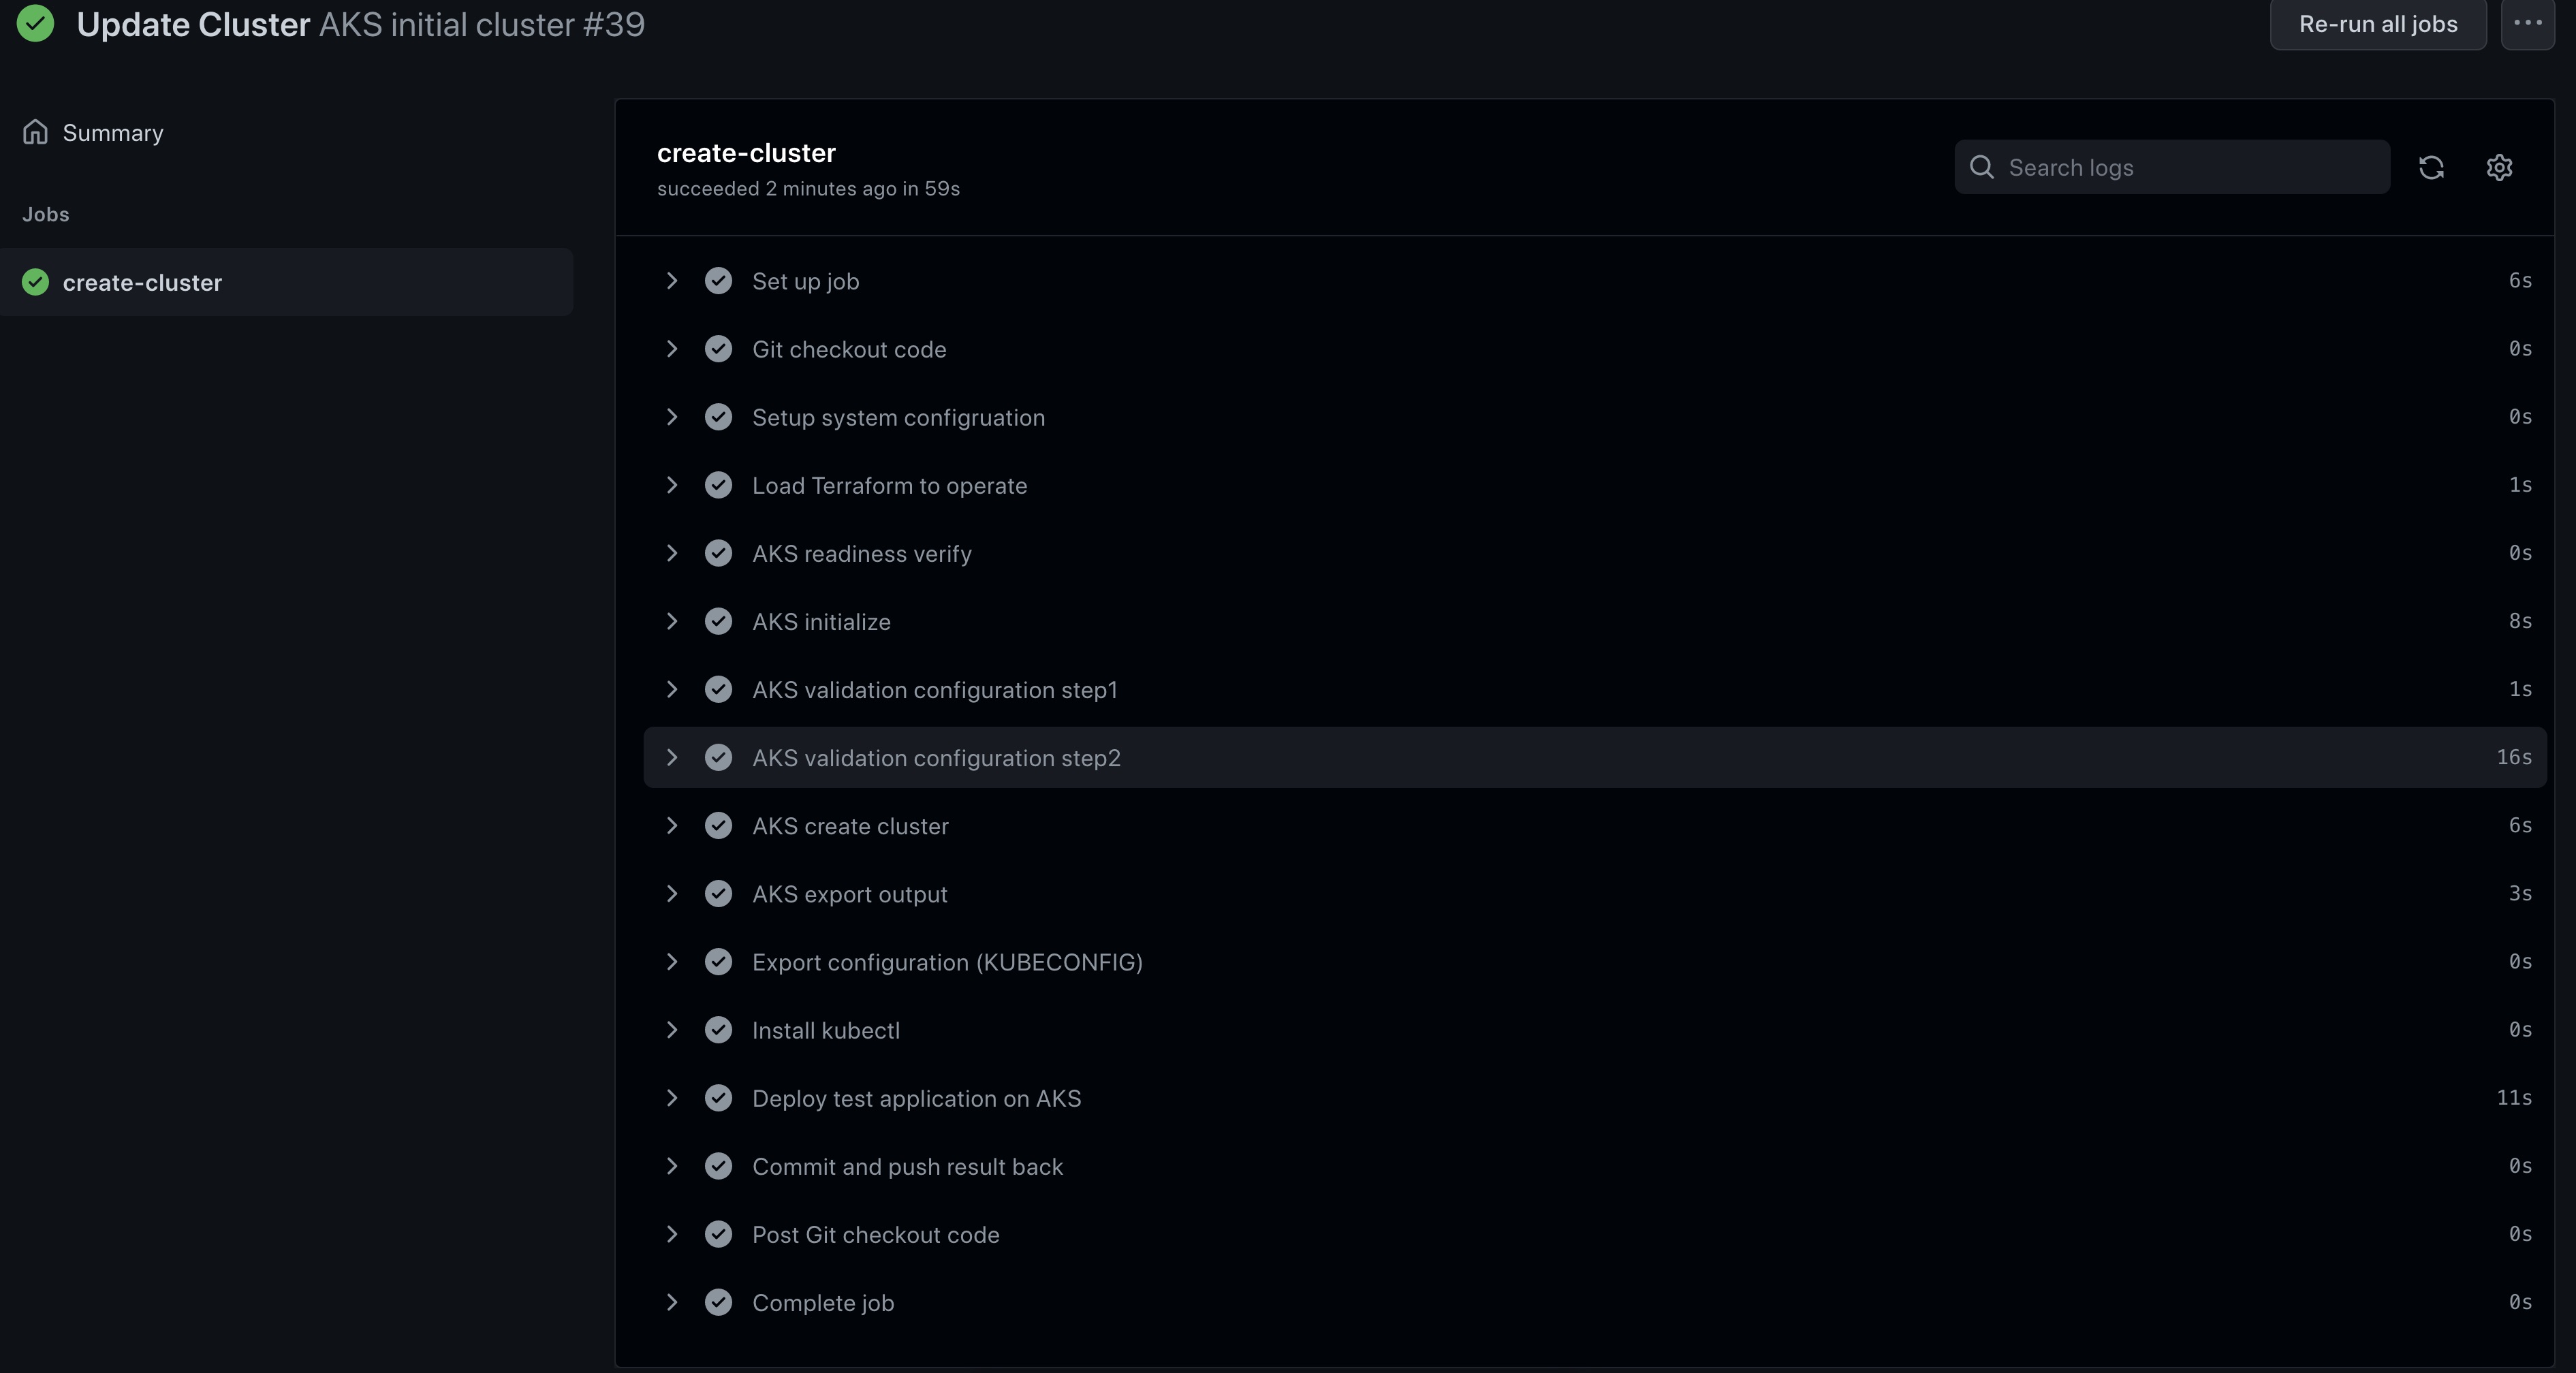 Update Cluster AKS initial cluster #39
Re-run all jobs
Summary
Jobs
create-cluster
create-cluster
succeeded 2 minutes ago in 59s
Search logs
Set up job 6s
Git checkout code 0s
Setup system configruation 0s
Load Terraform to operate 1s
AKS readiness verify 0s
AKS initialize 8s
AKS validation configuration step1 1s
AKS validation configuration step2 16s
AKS create cluster 6s
AKS export output 3s
Export configuration (KUBECONFIG) 0s
Install kubectl 0s
Deploy test application on AKS 11s
Commit and push result back 0s
Post Git checkout code 0s
Complete job 0s